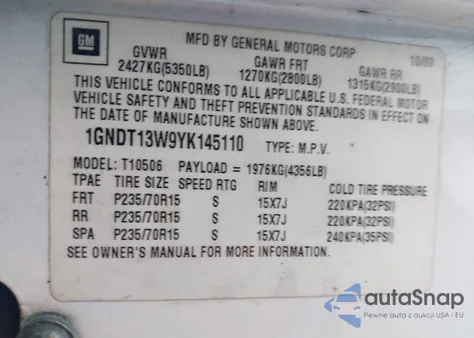 GM
MFD BY GENERAL MOTORS CORP 10/99
GVWR GAWR FRT GAWR RR
2427KG(5350LB) 1270KG(2800LB) 1315KG(2900LB)
THIS VEHICLE CONFORMS TO ALL APPLICABLE U.S. FEDERAL MOTOR
VEHICLE SAFETY AND THEFT PREVENTION STANDARDS IN EFFECT ON
THE DATE OF MANUFACTURE SHOWN ABOVE.
1GNDT13W9YK145110 TYPE: M.P.V.
MODEL: T10506 PAYLOAD = 1976KG(4356LB)
TPAE TIRE SIZE SPEED RTG RIM COLD TIRE PRESSURE
FRT P235/70R15 S 15X7J 220KPA(32PSI)
RR P235/70R15 S 15X7J 220KPA(32PSI)
SPA P235/70R15 S 15X7J 240KPA(35PSI)
SEE OWNER'S MANUAL FOR MORE INFORMATION.
autaSnap
Pewne auta z aukcji USA i EU